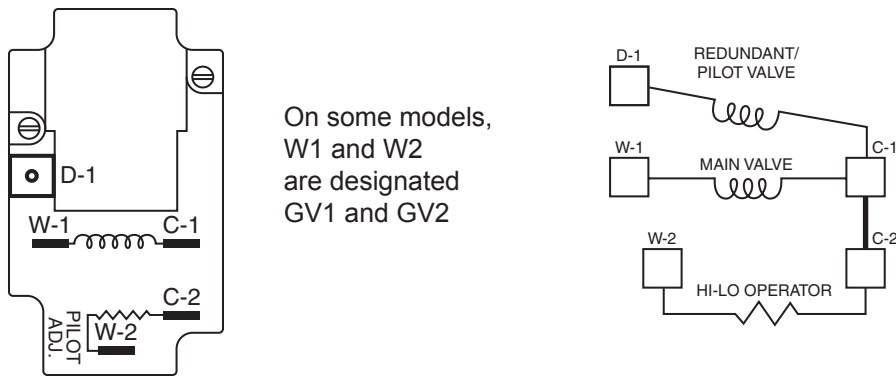 D-1
W-1 C-1
C-2
W-2
PILOT
ADJ.
On some models,
W1 and W2
are designated
GV1 and GV2
REDUNDANT/
PILOT VALVE
D-1
C-1
W-1
MAIN VALVE
W-2
C-2
HI-LO OPERATOR